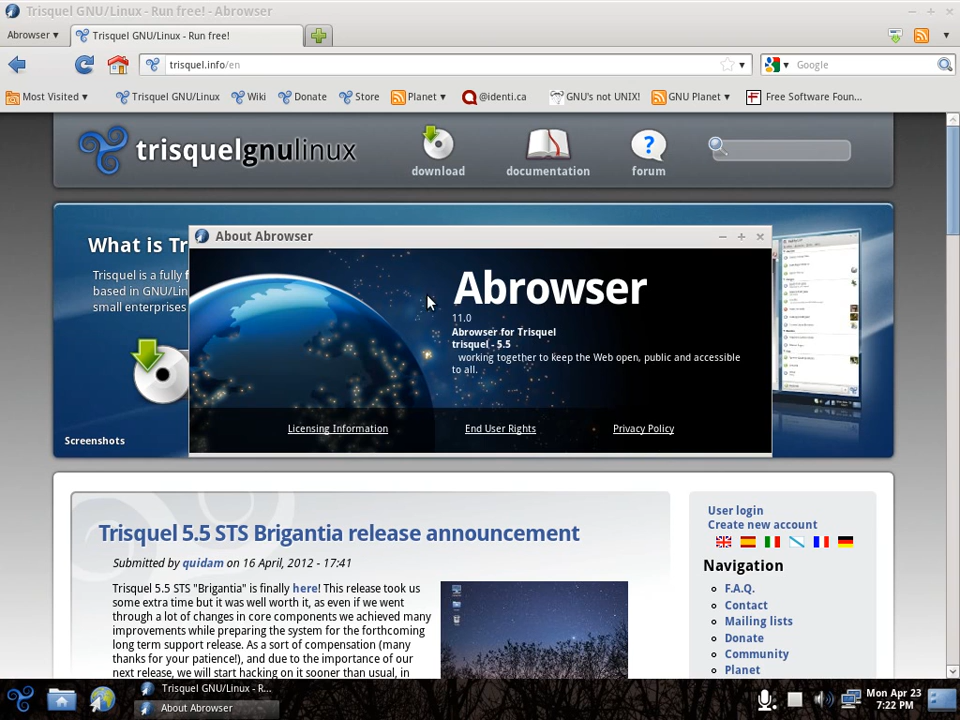 Trisquel GNU/Linux - Run free! - Abrowser
Abrowser
Trisquel GNU/Linux - Run free!
trisquel.info/en
Google
Most Visited
Trisquel GNU/Linux
Wiki
Donate
Store
Planet
@identi.ca
GNU's not UNIX!
GNU Planet
Free Software Foun...
trisquelgnulinux
download
documentation
forum
What is Tr
Trisquel is a fully f
based in GNU/Lin
small enterprises
Screenshots
About Abrowser
Abrowser
11.0
Abrowser for Trisquel
trisquel - 5.5
working together to keep the Web open, public and accessible
to all.
Licensing Information
End User Rights
Privacy Policy
Trisquel 5.5 STS Brigantia release announcement
Submitted by quidam on 16 April, 2012 - 17:41
Trisquel 5.5 STS "Brigantia" is finally here! This release took us
some extra time but it was well worth it, as even if we went
through a lot of changes in core components we achieved many
improvements while preparing the system for the forthcoming
long term support release. As a sort of compensation (many
thanks for your patience!), and due to the importance of our
next release, we will start hacking on it sooner than usual, in
User login
Create new account
Navigation
F.A.Q.
Contact
Mailing lists
Donate
Community
Planet
Trisquel GNU/Linux - R...
About Abrowser
Mon Apr 23
7:22 PM